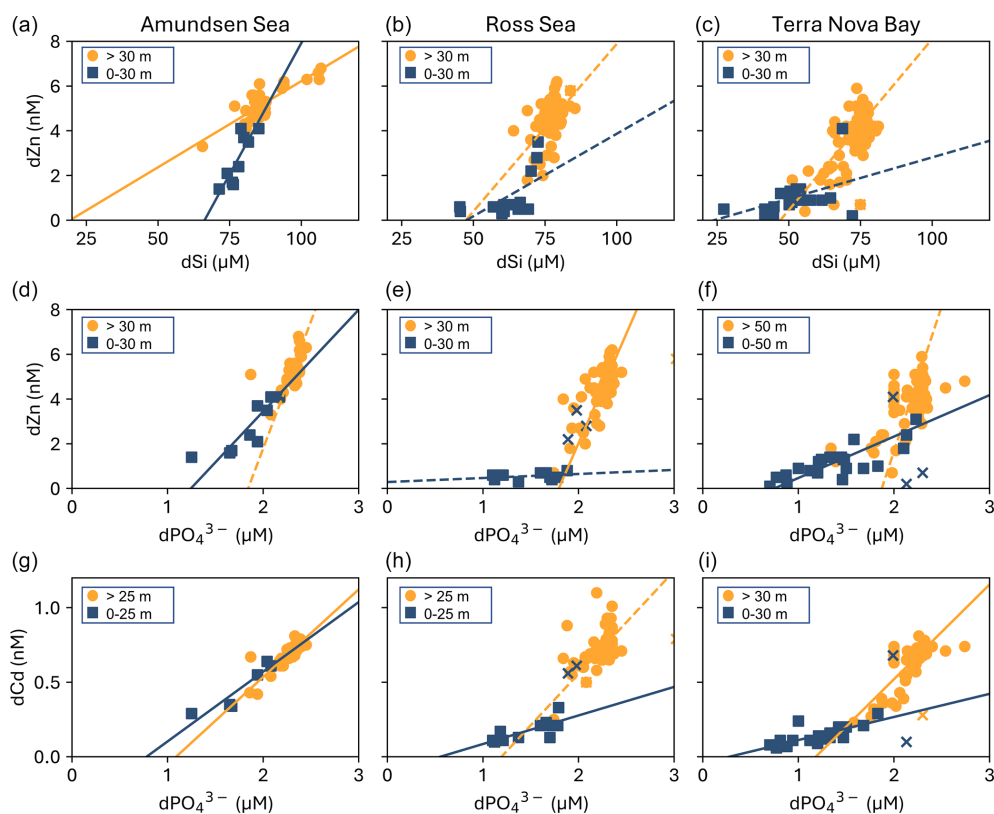 (a) Amundsen Sea (b) Ross Sea (c) Terra Nova Bay
8 > 30 m > 30 m > 30 m
0-30 m 0-30 m 0-30 m
6
4
2
0
dZn (nM)
25 50 75 100 25 50 75 100 25 50 75 100
dSi (µM) dSi (µM) dSi (µM)
(d) (e) (f)
8 > 30 m > 30 m > 50 m
0-30 m 0-30 m 0-50 m
6
4
2
0
dZn (nM)
0 1 2 3 0 1 2 3 0 1 2 3
dPO₄³⁻ (µM) dPO₄³⁻ (µM) dPO₄³⁻ (µM)
(g) (h) (i)
> 25 m > 25 m > 30 m
0-25 m 0-25 m 0-30 m
1.0
0.5
0.0
dCd (nM)
0 1 2 3 0 1 2 3 0 1 2 3
dPO₄³⁻ (µM) dPO₄³⁻ (µM) dPO₄³⁻ (µM)